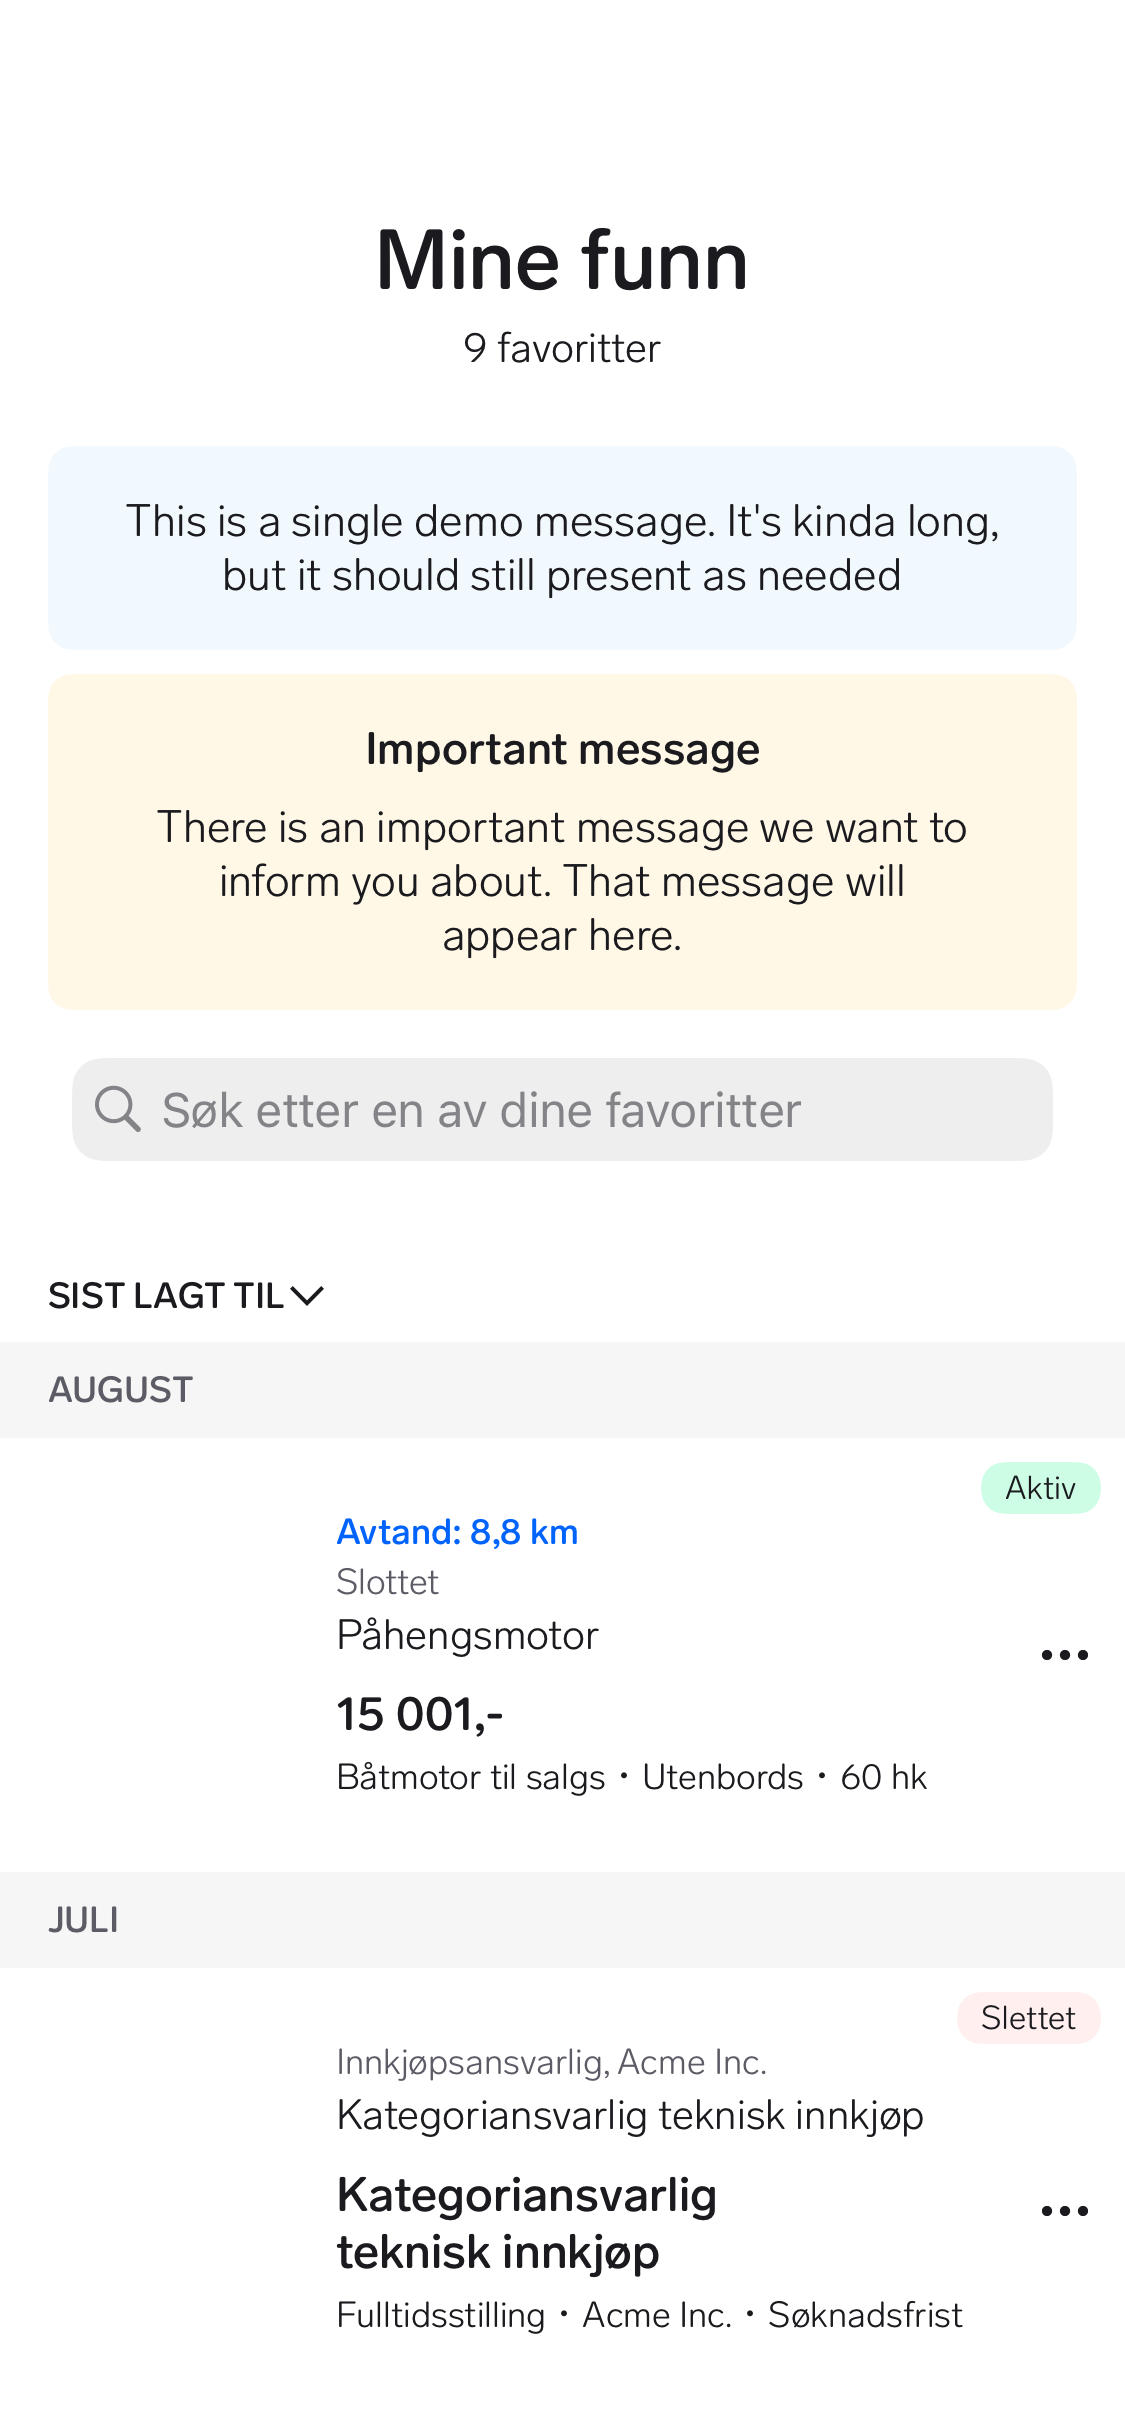 Mine funn
9 favoritter
This is a single demo message. It's kinda long,
but it should still present as needed
Important message
There is an important message we want to
inform you about. That message will
appear here.
Søk etter en av dine favoritter
SIST LAGT TIL
AUGUST
Aktiv
Avtand: 8,8 km
Slottet
Påhengsmotor
15 001,-
Båtmotor til salgs • Utenbords • 60 hk
JULI
Slettet
Innkjøpsansvarlig, Acme Inc.
Kategoriansvarlig teknisk innkjøp
Kategoriansvarlig
teknisk innkjøp
Fulltidsstilling • Acme Inc. • Søknadsfrist